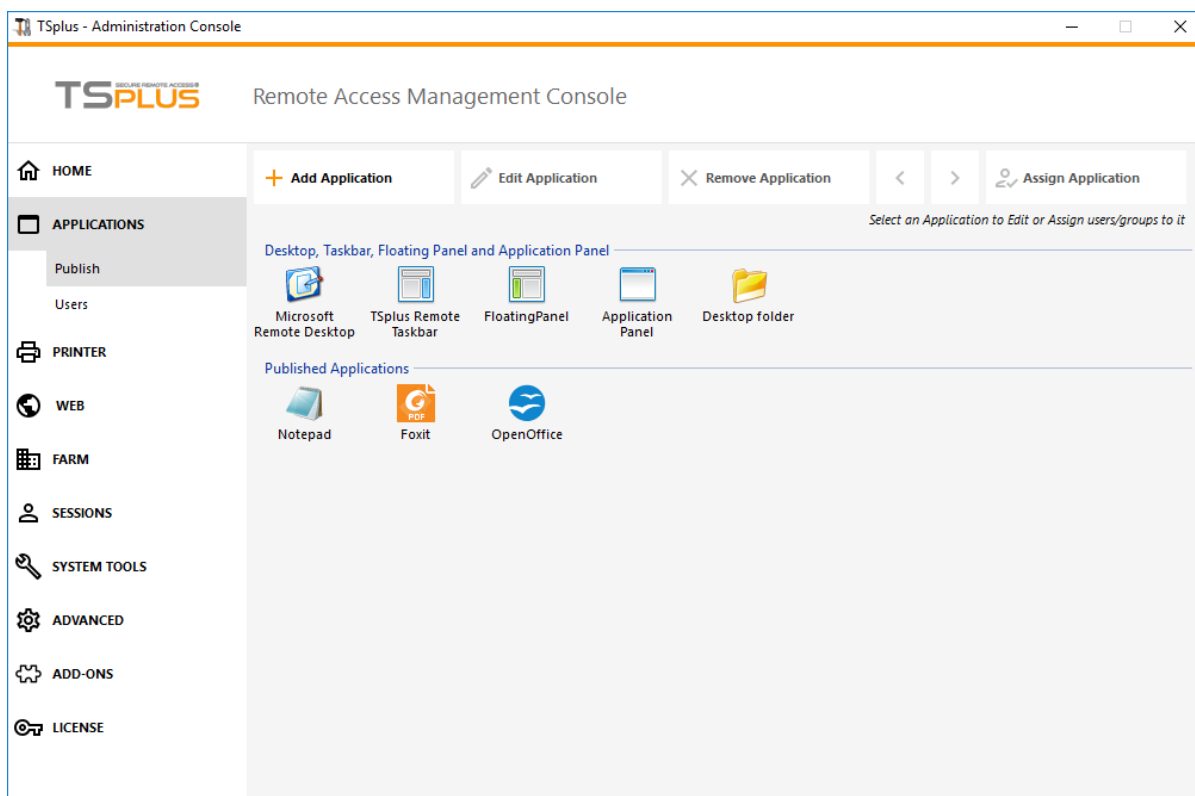 TSplus - Administration Console
TSPLUS
SECURE REMOTE ACCESS®
Remote Access Management Console
HOME
APPLICATIONS
Publish
Users
PRINTER
WEB
FARM
SESSIONS
SYSTEM TOOLS
ADVANCED
ADD-ONS
LICENSE
Add Application
Edit Application
Remove Application
Assign Application
Select an Application to Edit or Assign users/groups to it
Desktop, Taskbar, Floating Panel and Application Panel
Microsoft
Remote Desktop
TSplus Remote
Taskbar
FloatingPanel
Application
Panel
Desktop folder
Published Applications
Notepad
PDF
Foxit
OpenOffice